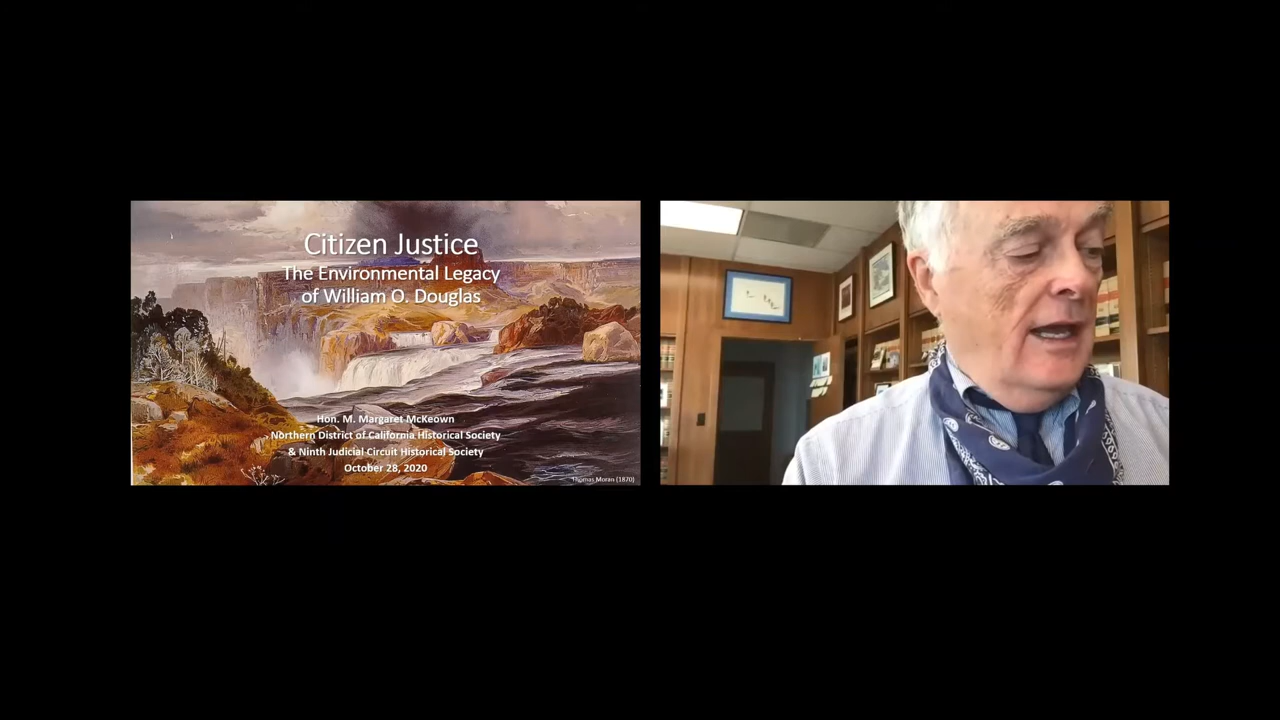 Citizen Justice
The Environmental Legacy
of William O. Douglas
Hon. M. Margaret McKeown
Northern District of California Historical Society
& Ninth Judicial Circuit Historical Society
October 28, 2020
Thomas Moran (1870)